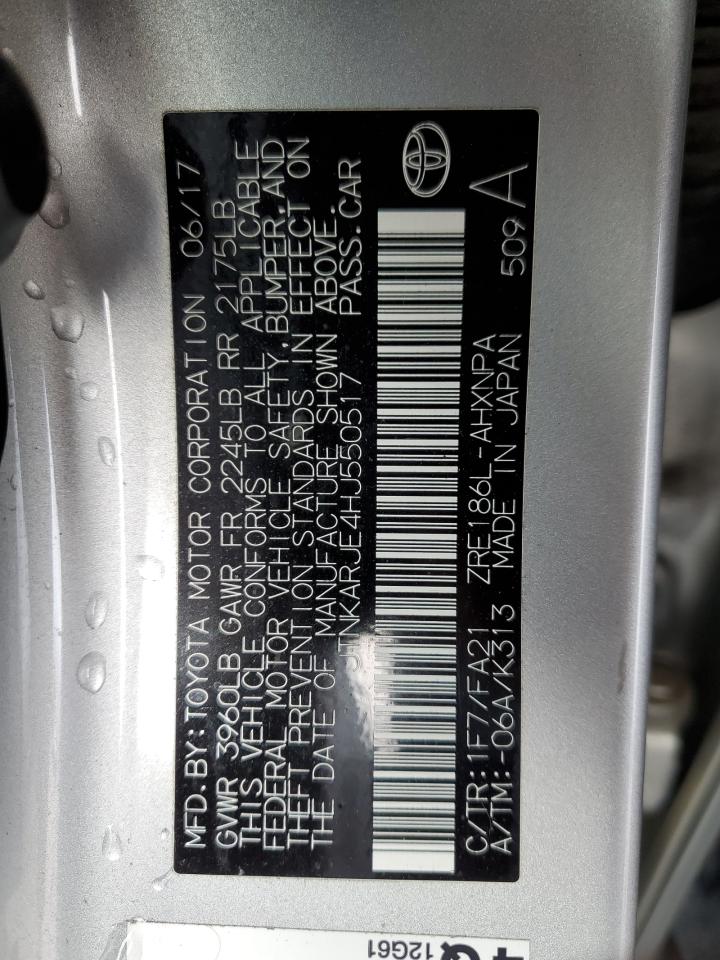 MFD.BY:TOYOTA MOTOR CORPORATION 06/17
GVWR 3960LB GAWR FR 2245LB RR 2175LB
THIS VEHICLE CONFORMS TO ALL APPLICABLE
FEDERAL MOTOR VEHICLE SAFETY,BUMPER,AND
THEFT PREVENTION STANDARDS IN EFFECT ON
THE DATE OF MANUFACTURE SHOWN ABOVE.
JTNKARJE4HJ550517 PASS.CAR
C/TR:1F7/FA21 ZRE186L-AHXNPA
A/TM:-06A/K313 MADE IN JAPAN 509 A
4Q
12G61